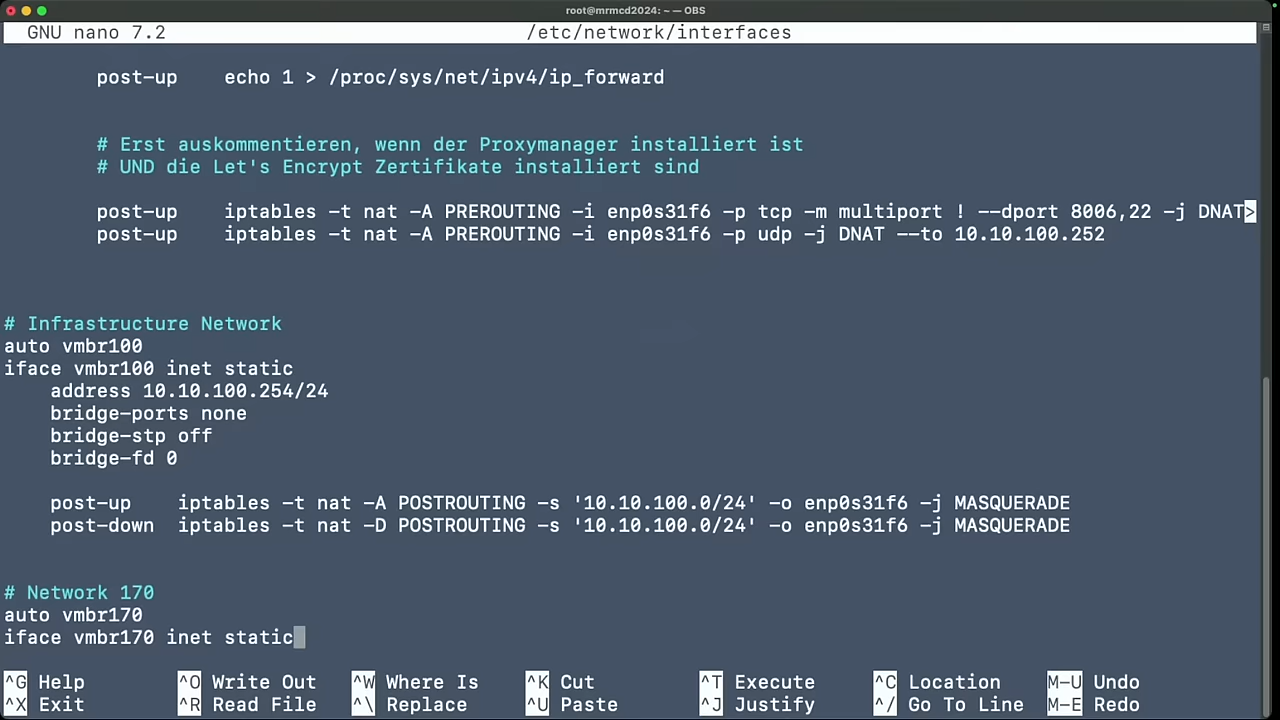 root@mrmcd2024: ~ — OBS
GNU nano 7.2 /etc/network/interfaces
post-up echo 1 > /proc/sys/net/ipv4/ip_forward
# Erst auskommentieren, wenn der Proxymanager installiert ist
# UND die Let's Encrypt Zertifikate installiert sind
post-up iptables -t nat -A PREROUTING -i enp0s31f6 -p tcp -m multiport ! --dport 8006,22 -j DNAT>
post-up iptables -t nat -A PREROUTING -i enp0s31f6 -p udp -j DNAT --to 10.10.100.252
# Infrastructure Network
auto vmbr100
iface vmbr100 inet static
address 10.10.100.254/24
bridge-ports none
bridge-stp off
bridge-fd 0
post-up iptables -t nat -A POSTROUTING -s '10.10.100.0/24' -o enp0s31f6 -j MASQUERADE
post-down iptables -t nat -D POSTROUTING -s '10.10.100.0/24' -o enp0s31f6 -j MASQUERADE
# Network 170
auto vmbr170
iface vmbr170 inet static
^G Help ^O Write Out ^W Where Is ^K Cut ^T Execute ^C Location M-U Undo
^X Exit ^R Read File ^\ Replace ^U Paste ^J Justify ^/ Go To Line M-E Redo